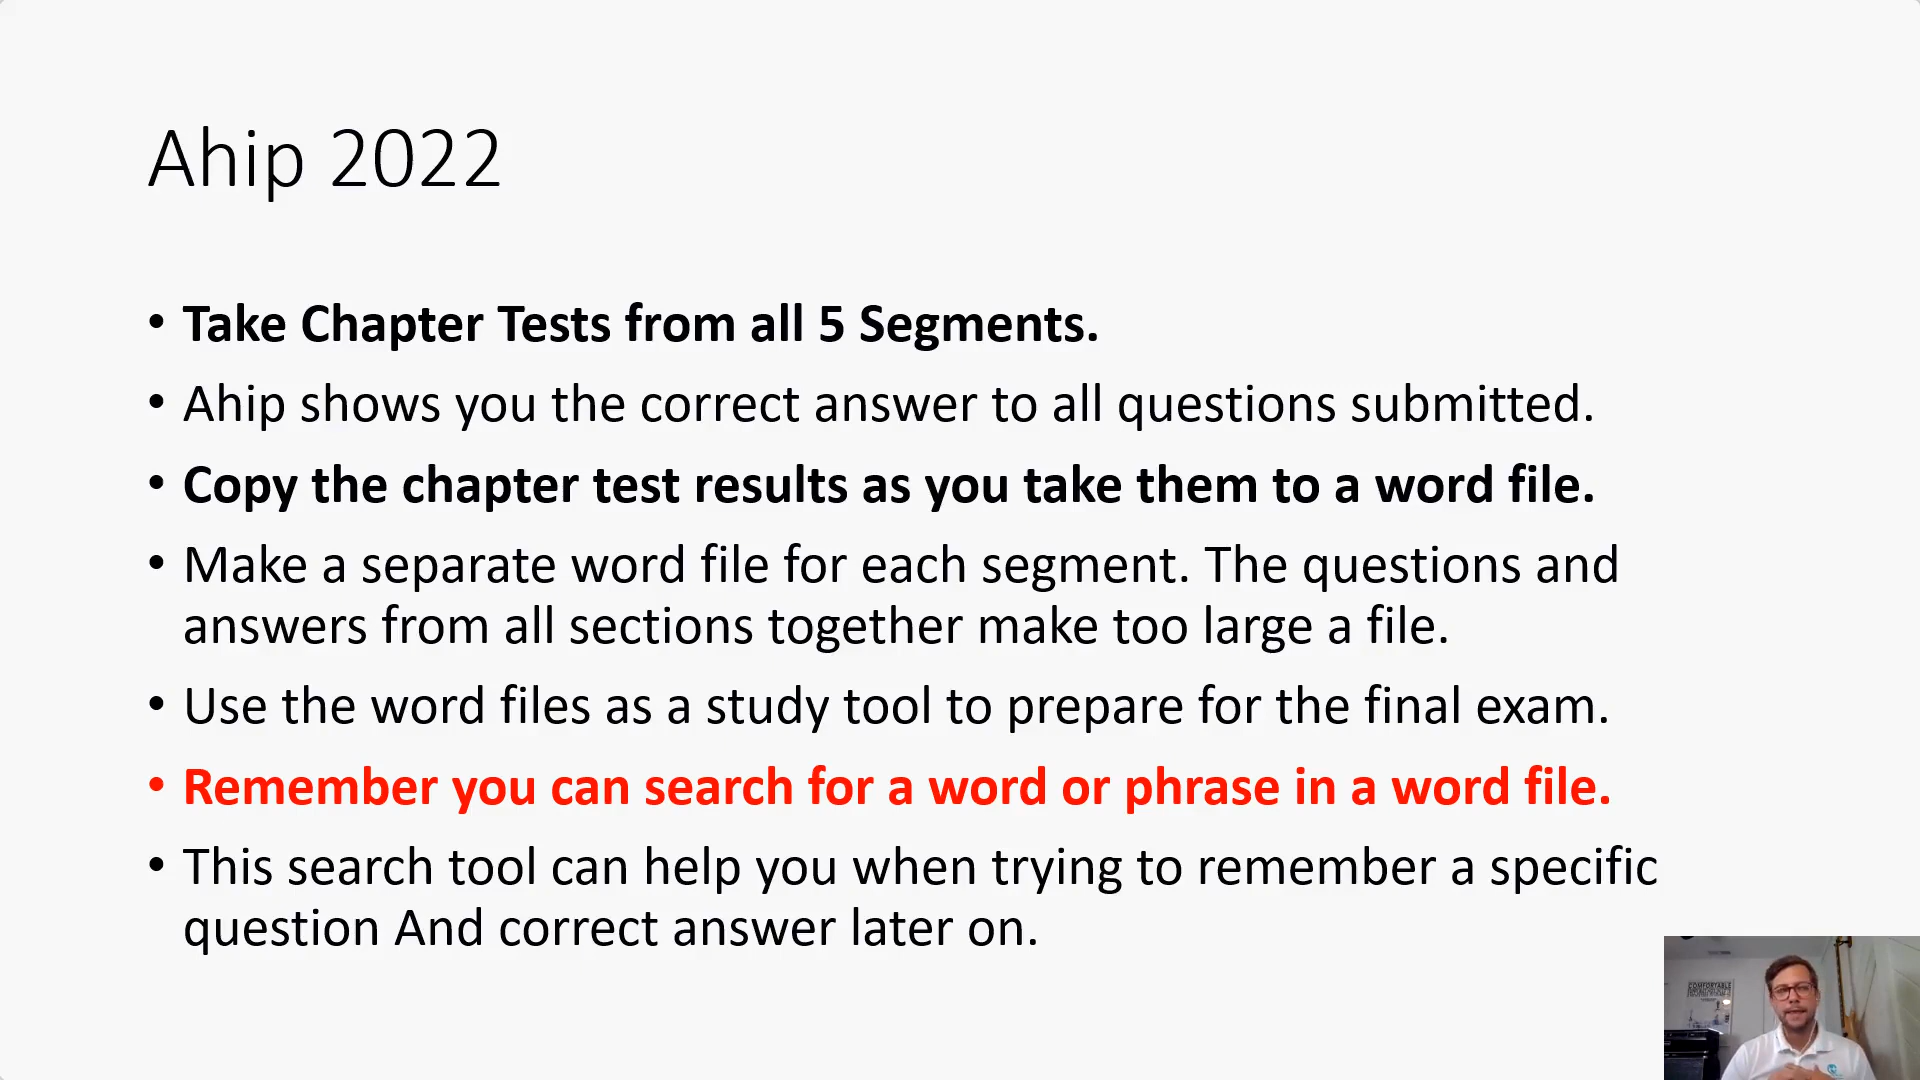 Ahip 2022
• Take Chapter Tests from all 5 Segments.
• Ahip shows you the correct answer to all questions submitted.
• Copy the chapter test results as you take them to a word file.
• Make a separate word file for each segment. The questions and
answers from all sections together make too large a file.
• Use the word files as a study tool to prepare for the final exam.
• Remember you can search for a word or phrase in a word file.
• This search tool can help you when trying to remember a specific
question And correct answer later on.
COMFORTABLE